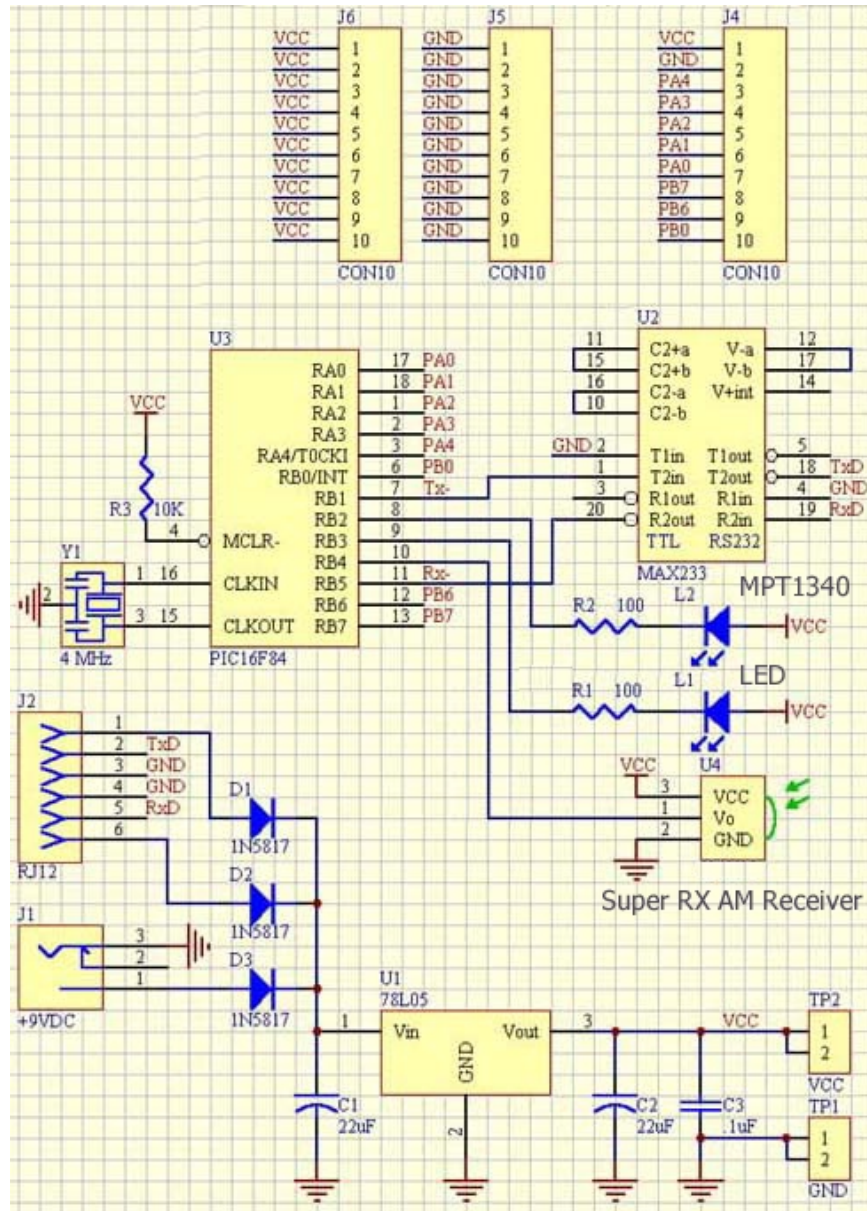 J6
VCC 1
VCC 2
VCC 3
VCC 4
VCC 5
VCC 6
VCC 7
VCC 8
VCC 9
VCC 10
CON10
J5
GND 1
GND 2
GND 3
GND 4
GND 5
GND 6
GND 7
GND 8
GND 9
GND 10
CON10
J4
VCC 1
GND 2
PA4 3
PA3 4
PA2 5
PA1 6
PA0 7
PB7 8
PB6 9
PB0 10
CON10
U3
RA0 17 PA0
RA1 18 PA1
RA2 1 PA2
RA3 2 PA3
RA4/T0CKI 3 PA4
RB0/INT 6 PB0
RB1 7 Tx-
RB2 8
RB3 9
RB4 10
RB5 11 Rx-
RB6 12 PB6
RB7 13 PB7
4 MCLR-
1 16 CLKIN
3 15 CLKOUT
PIC16F84
VCC
R3 10K
Y1
2
4 MHz
U2
11 C2+a V-a 12
15 C2+b V-b 17
16 C2-a V+int 14
10 C2-b
GND 2 T1in T1out 5
1 T2in T2out 18 TxD
3 R1out R1in 4 GND
20 R2out R2in 19 RxD
TTL RS232
MAX233
MPT1340
R2 100 L2 VCC
LED
R1 100 L1 VCC
U4
VCC 3 VCC
1 Vo
2 GND
Super RX AM Receiver
J2
1
2 TxD
3 GND
4 GND
5 RxD
6
RJ12
D1
1N5817
D2
1N5817
J1
3
2
1
+9VDC
D3
1N5817
U1
78L05
1 Vin Vout 3
GND
2
C1
22uF
C2
22uF
C3
.1uF
VCC
TP2
1
2
VCC
TP1
1
2
GND